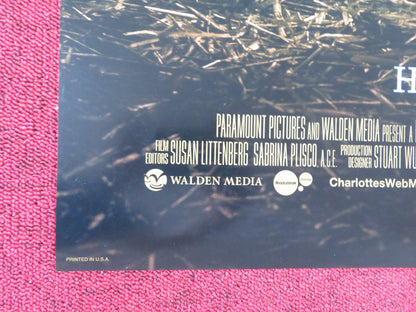 H
PARAMOUNT PICTURES AND WALDEN MEDIA PRESENT A
FILM EDITORS SUSAN LITTENBERG SABRINA PLISCO, A.C.E. PRODUCTION DESIGNER STUART
WALDEN MEDIA CharlottesWebM
PRINTED IN U.S.A.